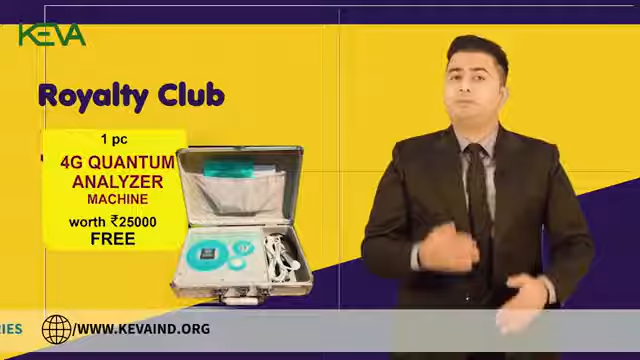 KEVA
Royalty Club
1 pc
4G QUANTUM
ANALYZER
MACHINE
worth ₹25000
FREE
IES
/WWW.KEVAIND.ORG